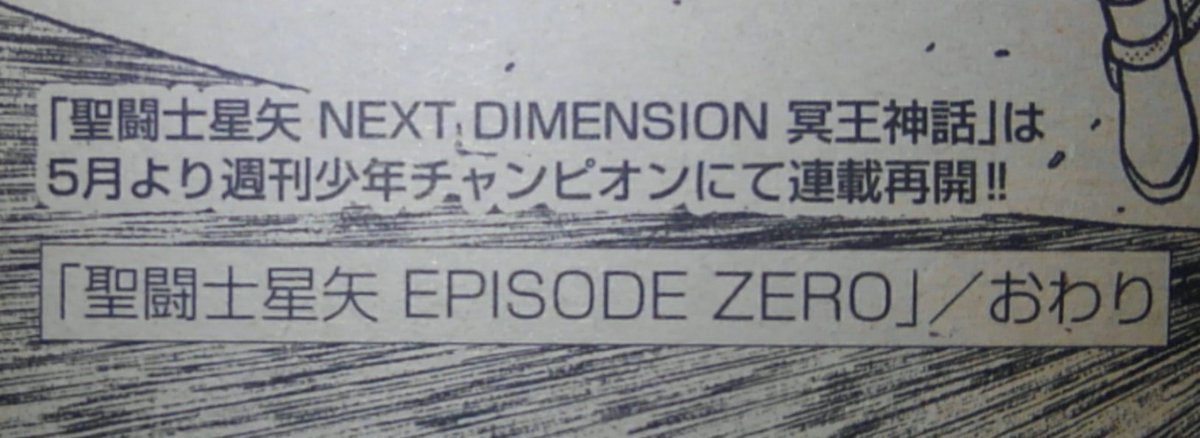 「聖闘士星矢 NEXT DIMENSION 冥王神話」は
5月より週刊少年チャンピオンにて連載再開!!
「聖闘士星矢 EPISODE ZERO」／おわり